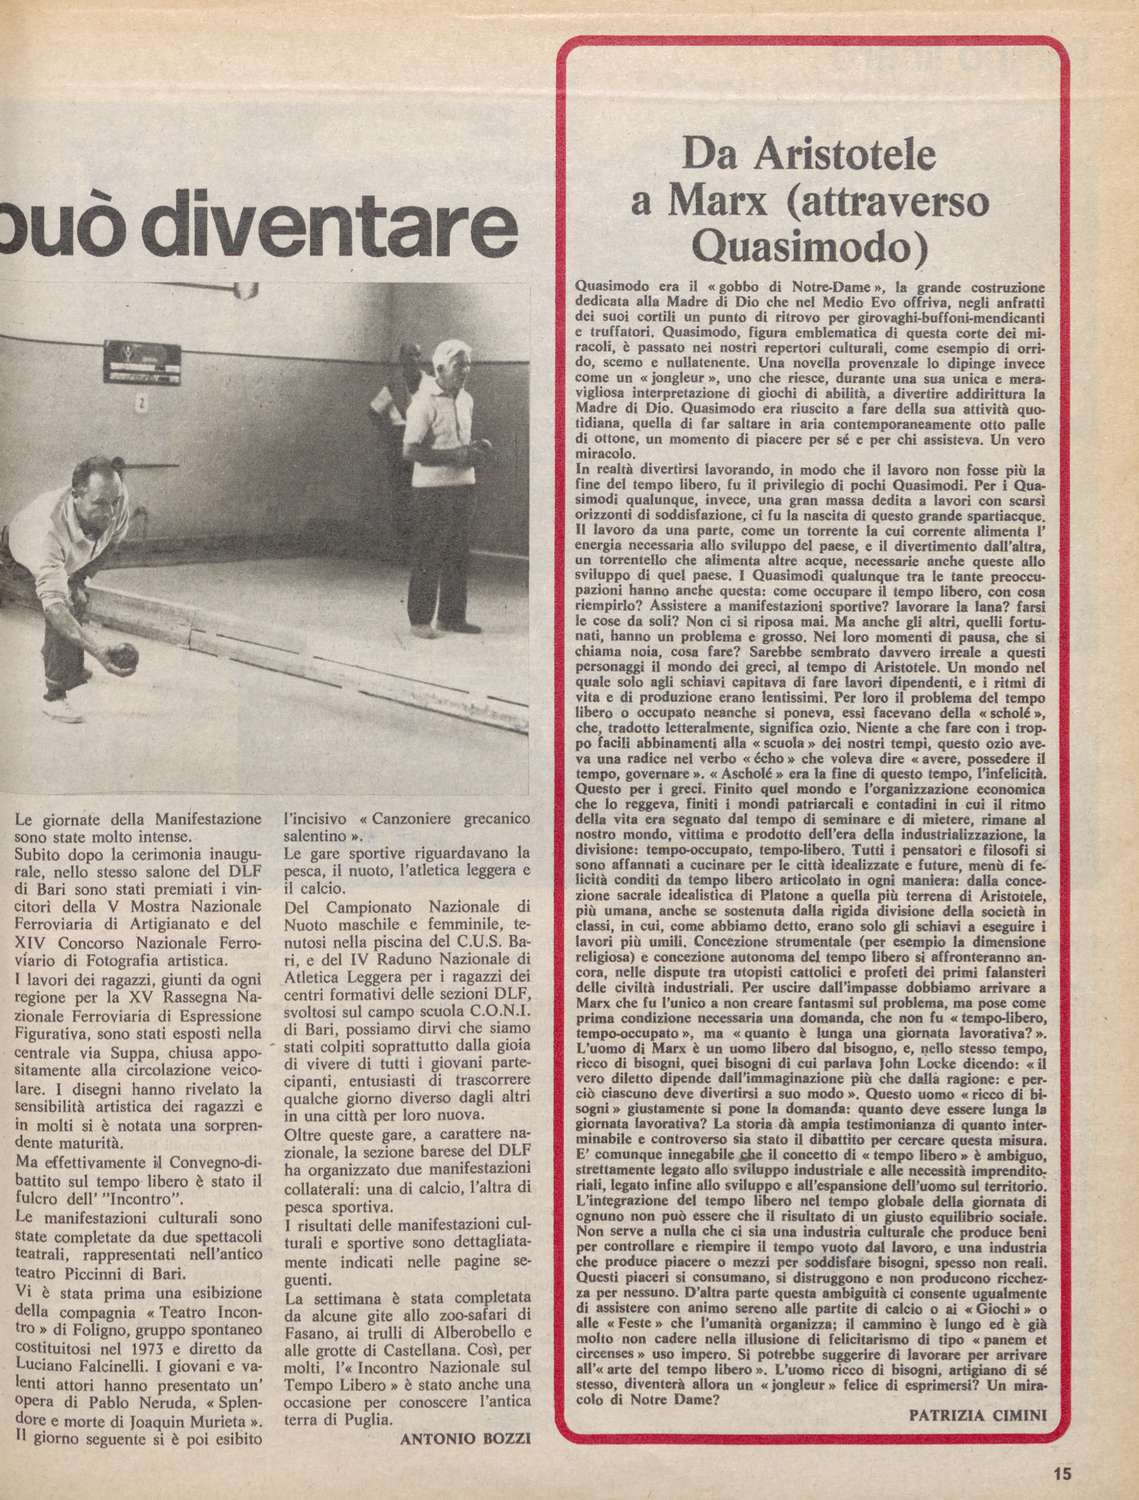 può diventare
2
Le giornate della Manifestazione
sono state molto intense.
Subito dopo la cerimonia inaugu-
rale, nello stesso salone del DLF
di Bari sono stati premiati i vin-
citori della V Mostra Nazionale
Ferroviaria di Artigianato e del
XIV Concorso Nazionale Ferro-
viario di Fotografia artistica.
I lavori dei ragazzi, giunti da ogni
regione per la XV Rassegna Na-
zionale Ferroviaria di Espressione
Figurativa, sono stati esposti nella
centrale via Suppa, chiusa appo-
sitamente alla circolazione veico-
lare. I disegni hanno rivelato la
sensibilità artistica dei ragazzi e
in molti si è notata una sorpren-
dente maturità.
Ma effettivamente il Convegno-di-
battito sul tempo libero è stato il
fulcro dell' "Incontro".
Le manifestazioni culturali sono
state completate da due spettacoli
teatrali, rappresentati nell'antico
teatro Piccinni di Bari.
Vi è stata prima una esibizione
della compagnia « Teatro Incon-
tro » di Foligno, gruppo spontaneo
costituitosi nel 1973 e diretto da
Luciano Falcinelli. I giovani e va-
lenti attori hanno presentato un'
opera di Pablo Neruda, « Splen-
dore e morte di Joaquin Murieta ».
Il giorno seguente si è poi esibito
l'incisivo « Canzoniere grecanico
salentino ».
Le gare sportive riguardavano la
pesca, il nuoto, l'atletica leggera e
il calcio.
Del Campionato Nazionale di
Nuoto maschile e femminile, te-
nutosi nella piscina del C.U.S. Ba-
ri, e del IV Raduno Nazionale di
Atletica Leggera per i ragazzi dei
centri formativi delle sezioni DLF,
svoltosi sul campo scuola C.O.N.I.
di Bari, possiamo dirvi che siamo
stati colpiti soprattutto dalla gioia
di vivere di tutti i giovani parte-
cipanti, entusiasti di trascorrere
qualche giorno diverso dagli altri
in una città per loro nuova.
Oltre queste gare, a carattere na-
zionale, la sezione barese del DLF
ha organizzato due manifestazioni
collaterali: una di calcio, l'altra di
pesca sportiva.
I risultati delle manifestazioni cul-
turali e sportive sono dettagliata-
mente indicati nelle pagine se-
guenti.
La settimana è stata completata
da alcune gite allo zoo-safari di
Fasano, ai trulli di Alberobello e
alle grotte di Castellana. Così, per
molti, l'« Incontro Nazionale sul
Tempo Libero » è stato anche una
occasione per conoscere l'antica
terra di Puglia.
ANTONIO BOZZI
Da Aristotele
a Marx (attraverso
Quasimodo)
Quasimodo era il « gobbo di Notre-Dame », la grande costruzione
dedicata alla Madre di Dio che nel Medio Evo offriva, negli anfratti
dei suoi cortili un punto di ritrovo per girovaghi-buffoni-mendicanti
e truffatori. Quasimodo, figura emblematica di questa corte dei mi-
racoli, è passato nei nostri repertori culturali, come esempio di orri-
do, scemo e nullatenente. Una novella provenzale lo dipinge invece
come un « jongleur », uno che riesce, durante una sua unica e mera-
vigliosa interpretazione di giochi di abilità, a divertire addirittura la
Madre di Dio. Quasimodo era riuscito a fare della sua attività quo-
tidiana, quella di far saltare in aria contemporaneamente otto palle
di ottone, un momento di piacere per sé e per chi assisteva. Un vero
miracolo.
In realtà divertirsi lavorando, in modo che il lavoro non fosse più la
fine del tempo libero, fu il privilegio di pochi Quasimodi. Per i Qua-
simodi qualunque, invece, una gran massa dedita a lavori con scarsi
orizzonti di soddisfazione, ci fu la nascita di questo grande spartiacque.
Il lavoro da una parte, come un torrente la cui corrente alimenta l'
energia necessaria allo sviluppo del paese, e il divertimento dall'altra,
un torrentello che alimenta altre acque, necessarie anche queste allo
sviluppo di quel paese. I Quasimodi qualunque tra le tante preoccu-
pazioni hanno anche questa: come occupare il tempo libero, con cosa
riempirlo? Assistere a manifestazioni sportive? lavorare la lana? farsi
le cose da soli? Non ci si riposa mai. Ma anche gli altri, quelli fortu-
nati, hanno un problema e grosso. Nei loro momenti di pausa, che si
chiama noia, cosa fare? Sarebbe sembrato davvero irreale a questi
personaggi il mondo dei greci, al tempo di Aristotele. Un mondo nel
quale solo agli schiavi capitava di fare lavori dipendenti, e i ritmi di
vita e di produzione erano lentissimi. Per loro il problema del tempo
libero o occupato neanche si poneva, essi facevano della « scholé »,
che, tradotto letteralmente, significa ozio. Niente a che fare con i trop-
po facili abbinamenti alla « scuola » dei nostri tempi, questo ozio ave-
va una radice nel verbo « écho » che voleva dire « avere, possedere il
tempo, governare ». « Ascholé » era la fine di questo tempo, l'infelicità.
Questo per i greci. Finito quel mondo e l'organizzazione economica
che lo reggeva, finiti i mondi patriarcali e contadini in cui il ritmo
della vita era segnato dal tempo di seminare e di mietere, rimane al
nostro mondo, vittima e prodotto dell'era della industrializzazione, la
divisione: tempo-occupato, tempo-libero. Tutti i pensatori e filosofi si
sono affannati a cucinare per le città idealizzate e future, menù di fe-
licità conditi da tempo libero articolato in ogni maniera: dalla conce-
zione sacrale idealistica di Platone a quella più terrena di Aristotele,
più umana, anche se sostenuta dalla rigida divisione della società in
classi, in cui, come abbiamo detto, erano solo gli schiavi a eseguire i
lavori più umili. Concezione strumentale (per esempio la dimensione
religiosa) e concezione autonoma del tempo libero si affronteranno an-
cora, nelle dispute tra utopisti cattolici e profeti dei primi falansteri
delle civiltà industriali. Per uscire dall'impasse dobbiamo arrivare a
Marx che fu l'unico a non creare fantasmi sul problema, ma pose come
prima condizione necessaria una domanda, che non fu « tempo-libero,
tempo-occupato », ma « quanto è lunga una giornata lavorativa? ».
L'uomo di Marx è un uomo libero dal bisogno, e, nello stesso tempo,
ricco di bisogni, quei bisogni di cui parlava John Locke dicendo: « il
vero diletto dipende dall'immaginazione più che dalla ragione: e per-
ciò ciascuno deve divertirsi a suo modo ». Questo uomo « ricco di bi-
sogni » giustamente si pone la domanda: quanto deve essere lunga la
giornata lavorativa? La storia dà ampia testimonianza di quanto inter-
minabile e controverso sia stato il dibattito per cercare questa misura.
E' comunque innegabile che il concetto di « tempo libero » è ambiguo,
strettamente legato allo sviluppo industriale e alle necessità imprendito-
riali, legato infine allo sviluppo e all'espansione dell'uomo sul territorio.
L'integrazione del tempo libero nel tempo globale della giornata di
ognuno non può essere che il risultato di un giusto equilibrio sociale.
Non serve a nulla che ci sia una industria culturale che produce beni
per controllare e riempire il tempo vuoto dal lavoro, e una industria
che produce piacere o mezzi per soddisfare bisogni, spesso non reali.
Questi piaceri si consumano, si distruggono e non producono ricchez-
za per nessuno. D'altra parte questa ambiguità ci consente ugualmente
di assistere con animo sereno alle partite di calcio o ai « Giochi » o
alle « Feste » che l'umanità organizza; il cammino è lungo ed è già
molto non cadere nella illusione di felicitarismo di tipo « panem et
circenses » uso impero. Si potrebbe suggerire di lavorare per arrivare
all'« arte del tempo libero ». L'uomo ricco di bisogni, artigiano di sé
stesso, diventerà allora un « jongleur » felice di esprimersi? Un mira-
colo di Notre Dame?
PATRIZIA CIMINI
15